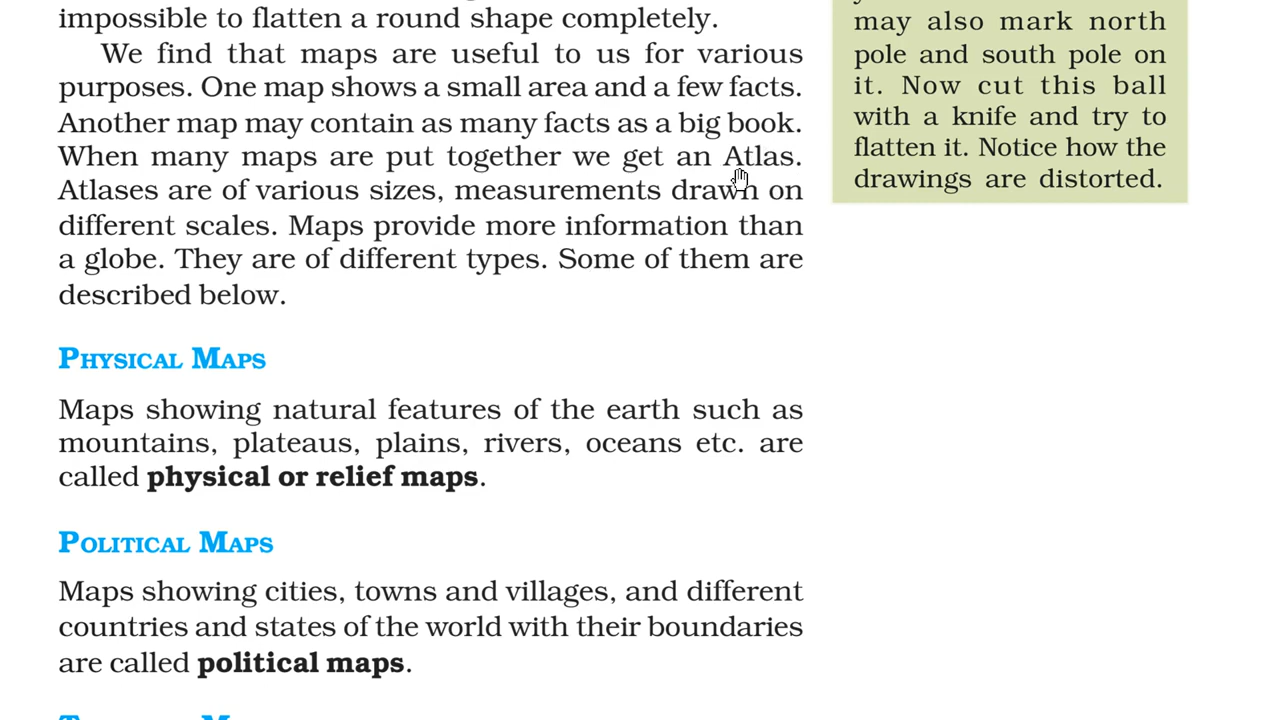 impossible to flatten a round shape completely.
We find that maps are useful to us for various
purposes. One map shows a small area and a few facts.
Another map may contain as many facts as a big book.
When many maps are put together we get an Atlas.
Atlases are of various sizes, measurements drawn on
different scales. Maps provide more information than
a globe. They are of different types. Some of them are
described below.
Physical Maps
Maps showing natural features of the earth such as
mountains, plateaus, plains, rivers, oceans etc. are
called physical or relief maps.
Political Maps
Maps showing cities, towns and villages, and different
countries and states of the world with their boundaries
are called political maps.
may also mark north
pole and south pole on
it. Now cut this ball
with a knife and try to
flatten it. Notice how the
drawings are distorted.